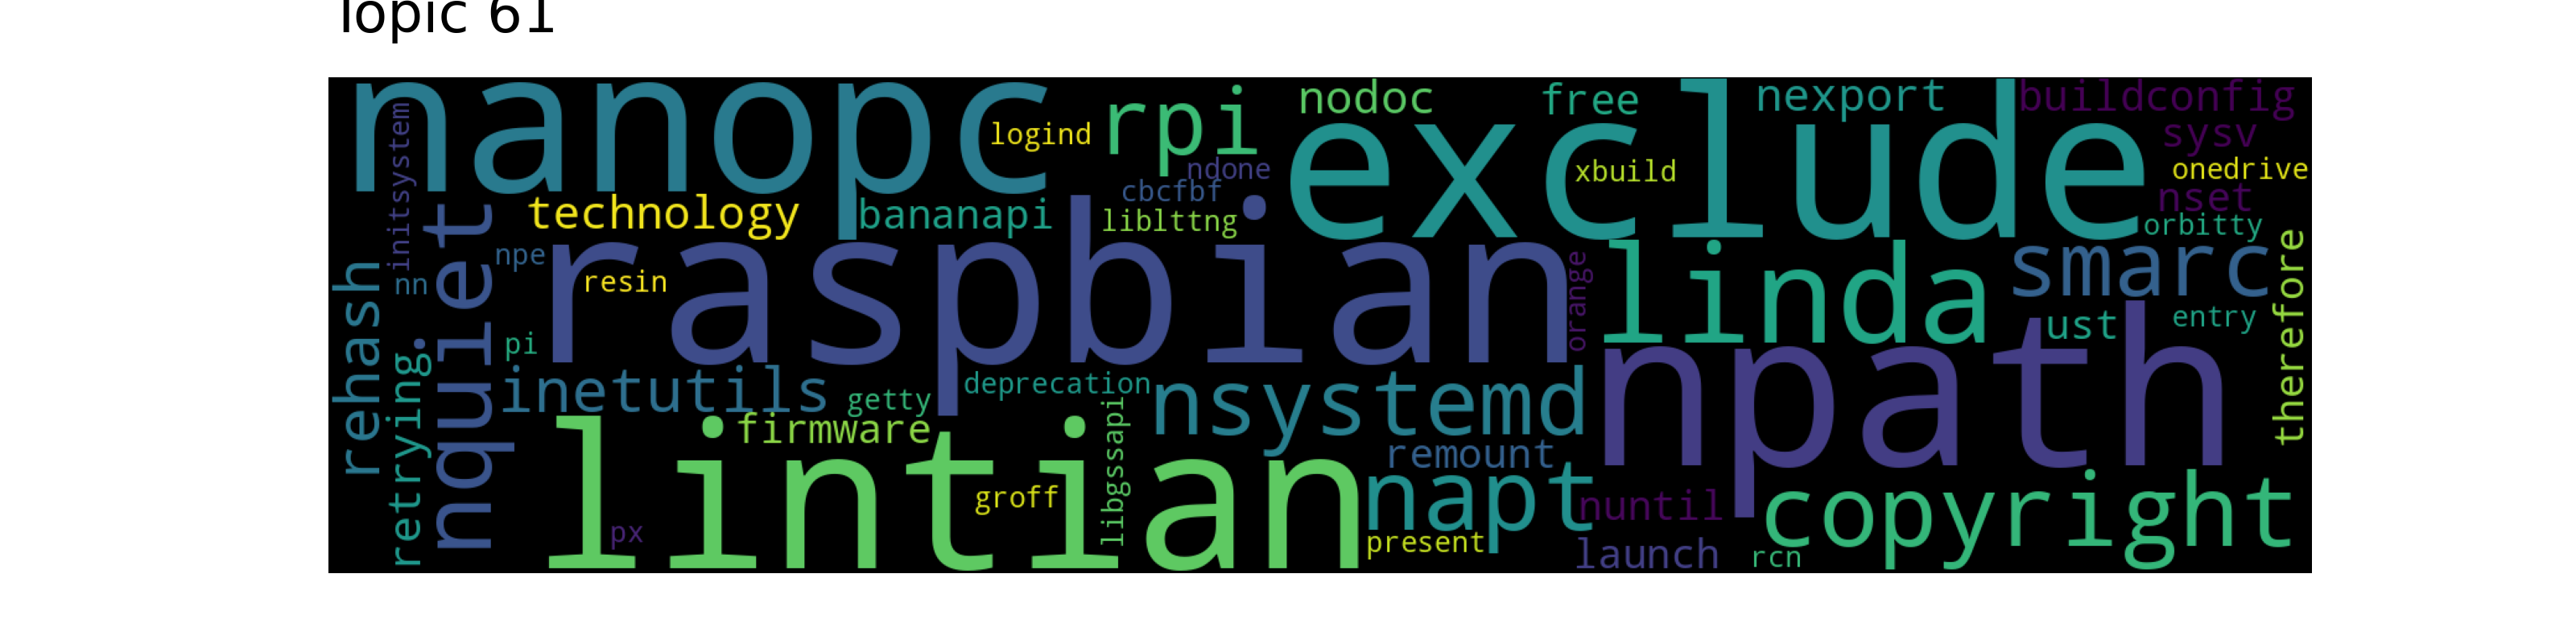 Topic 61
nanopc
logind
rpi
nodoc
free
exclude
nexport
buildconfig
sysv
initsystem
ndone
xbuild
onedrive
technology
bananapi
cbcfbf
liblttng
nset
orbitty
nquiet
npe
raspbian
resin
orange
linda
smarc
therefore
rehash
nn
pi
ust
entry
npath
retrying
inetutils
getty
deprecation
nsystemd
firmware
libgssapi
remount
lintian
groff
napt
nuntil
copyright
px
present
launch
rcn